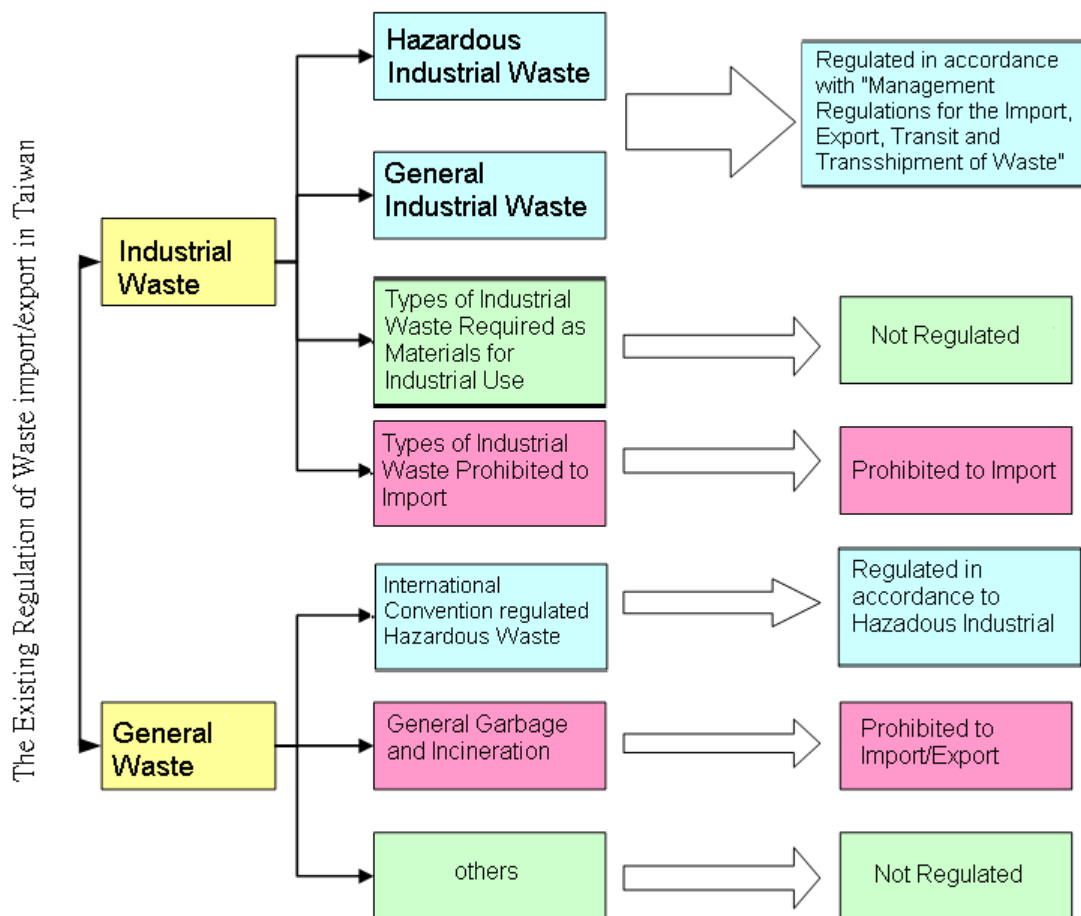 The Existing Regulation of Waste import/export in Taiwan
Industrial
Waste
Hazardous
Industrial Waste
General
Industrial Waste
Regulated in accordance
with "Management
Regulations for the Import,
Export, Transit and
Transshipment of Waste"
Types of Industrial
Waste Required as
Materials for
Industrial Use
Not Regulated
Types of Industrial
Waste Prohibited to
Import
Prohibited to Import
General
Waste
International
Convention regulated
Hazardous Waste
Regulated in
accordance to
Hazadous Industrial
General Garbage
and Incineration
Prohibited to
Import/Export
others
Not Regulated